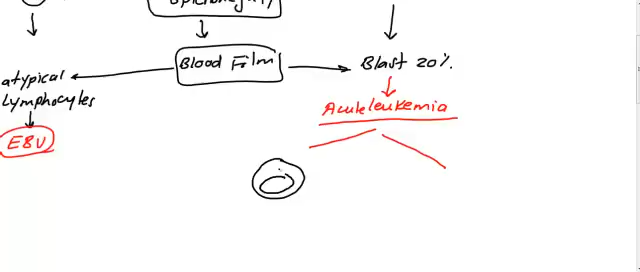 Blood Film
Blast 20%.
atypical
Lymphocytes
Acute leukemia
EBV